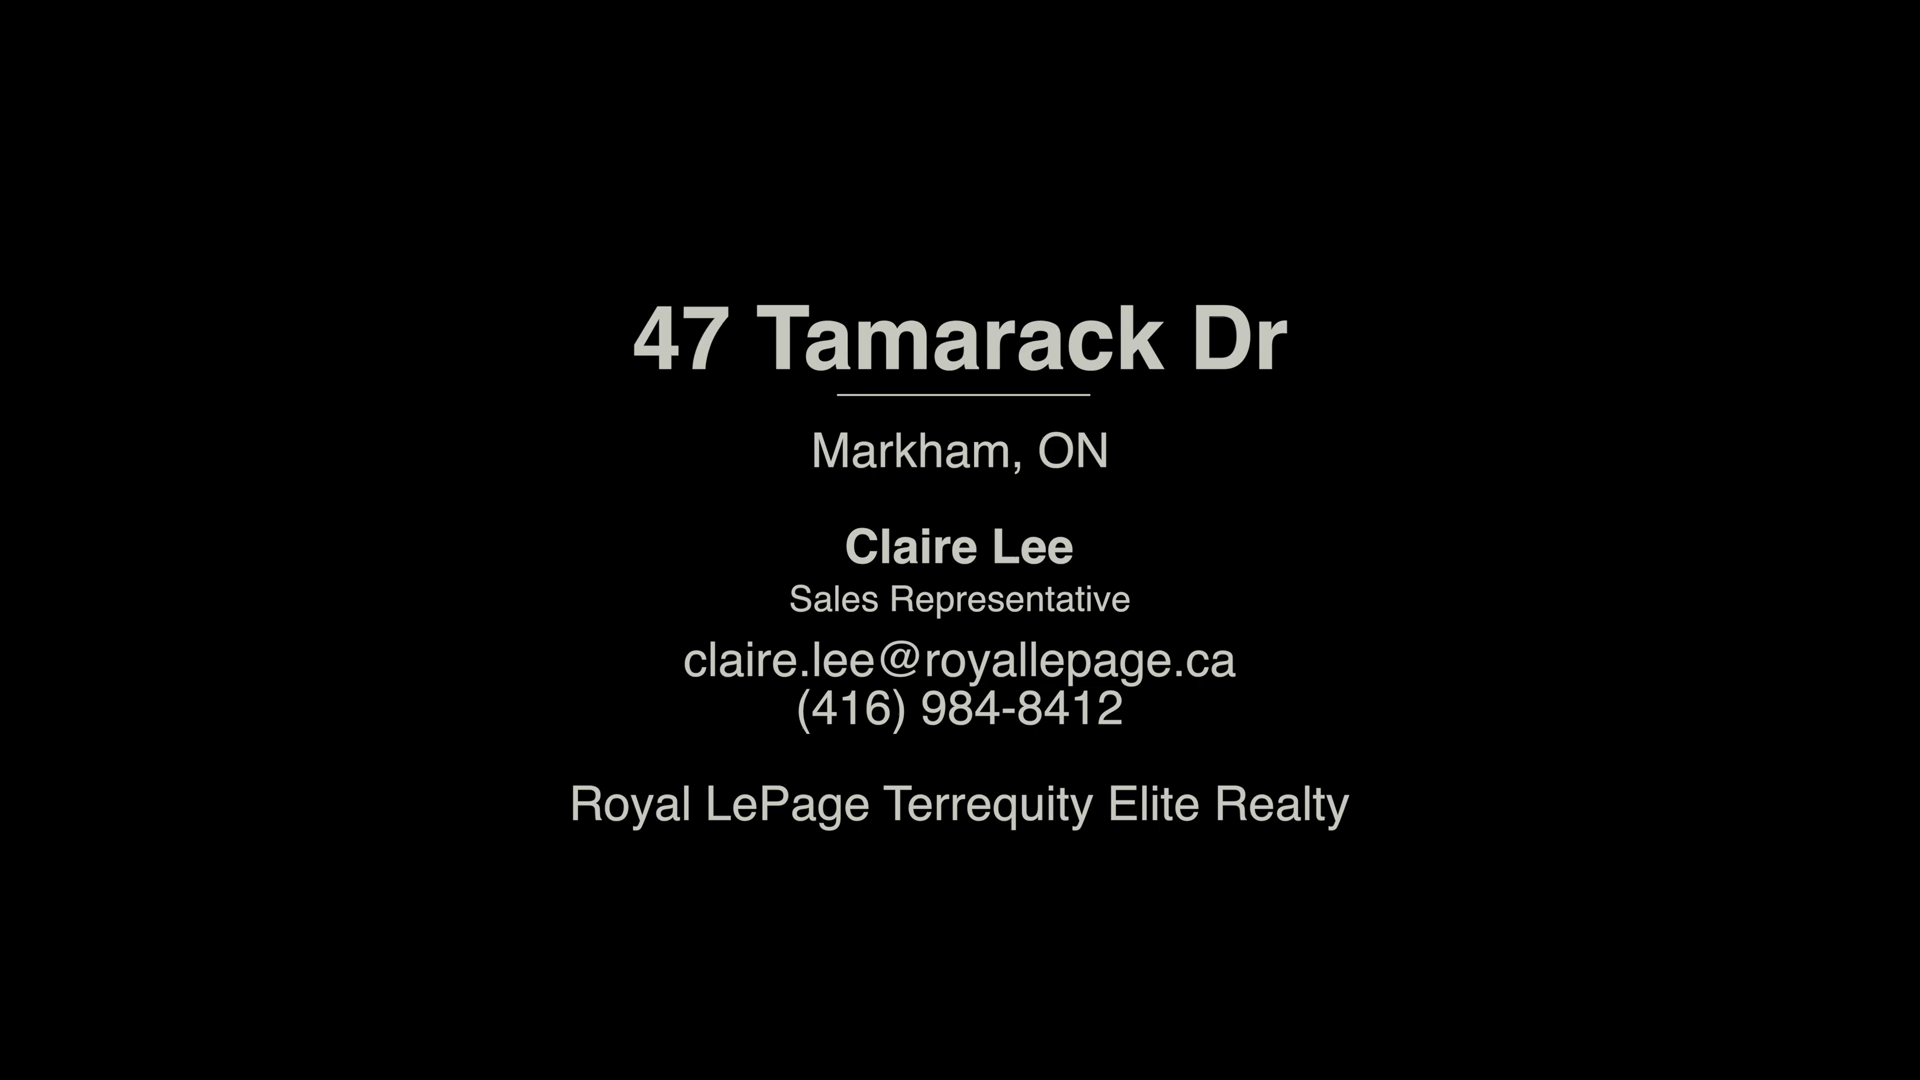 47 Tamarack Dr
Markham, ON
Claire Lee
Sales Representative
claire.lee@royallepage.ca
(416) 984-8412
Royal LePage Terrequity Elite Realty